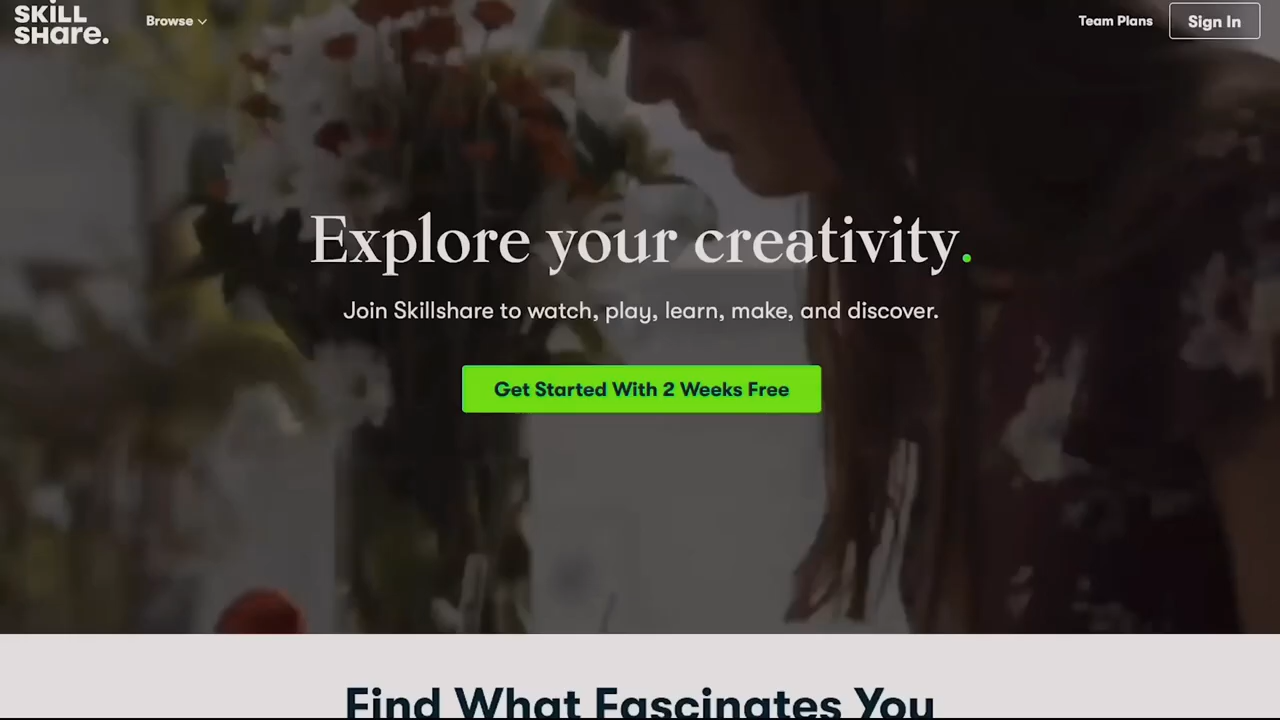 SKiLL
SHare.
Browse
Team Plans
Sign In
Explore your creativity.
Join Skillshare to watch, play, learn, make, and discover.
Get Started With 2 Weeks Free
Find What Fascinates You